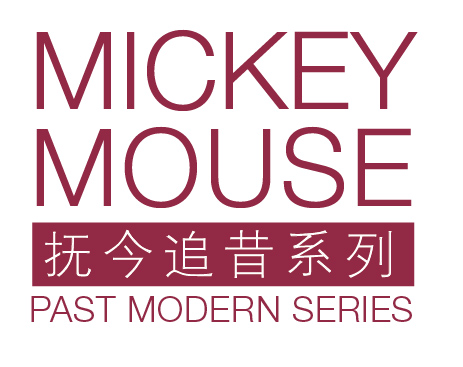 MICKEY
MOUSE
抚今追昔系列
PAST MODERN SERIES